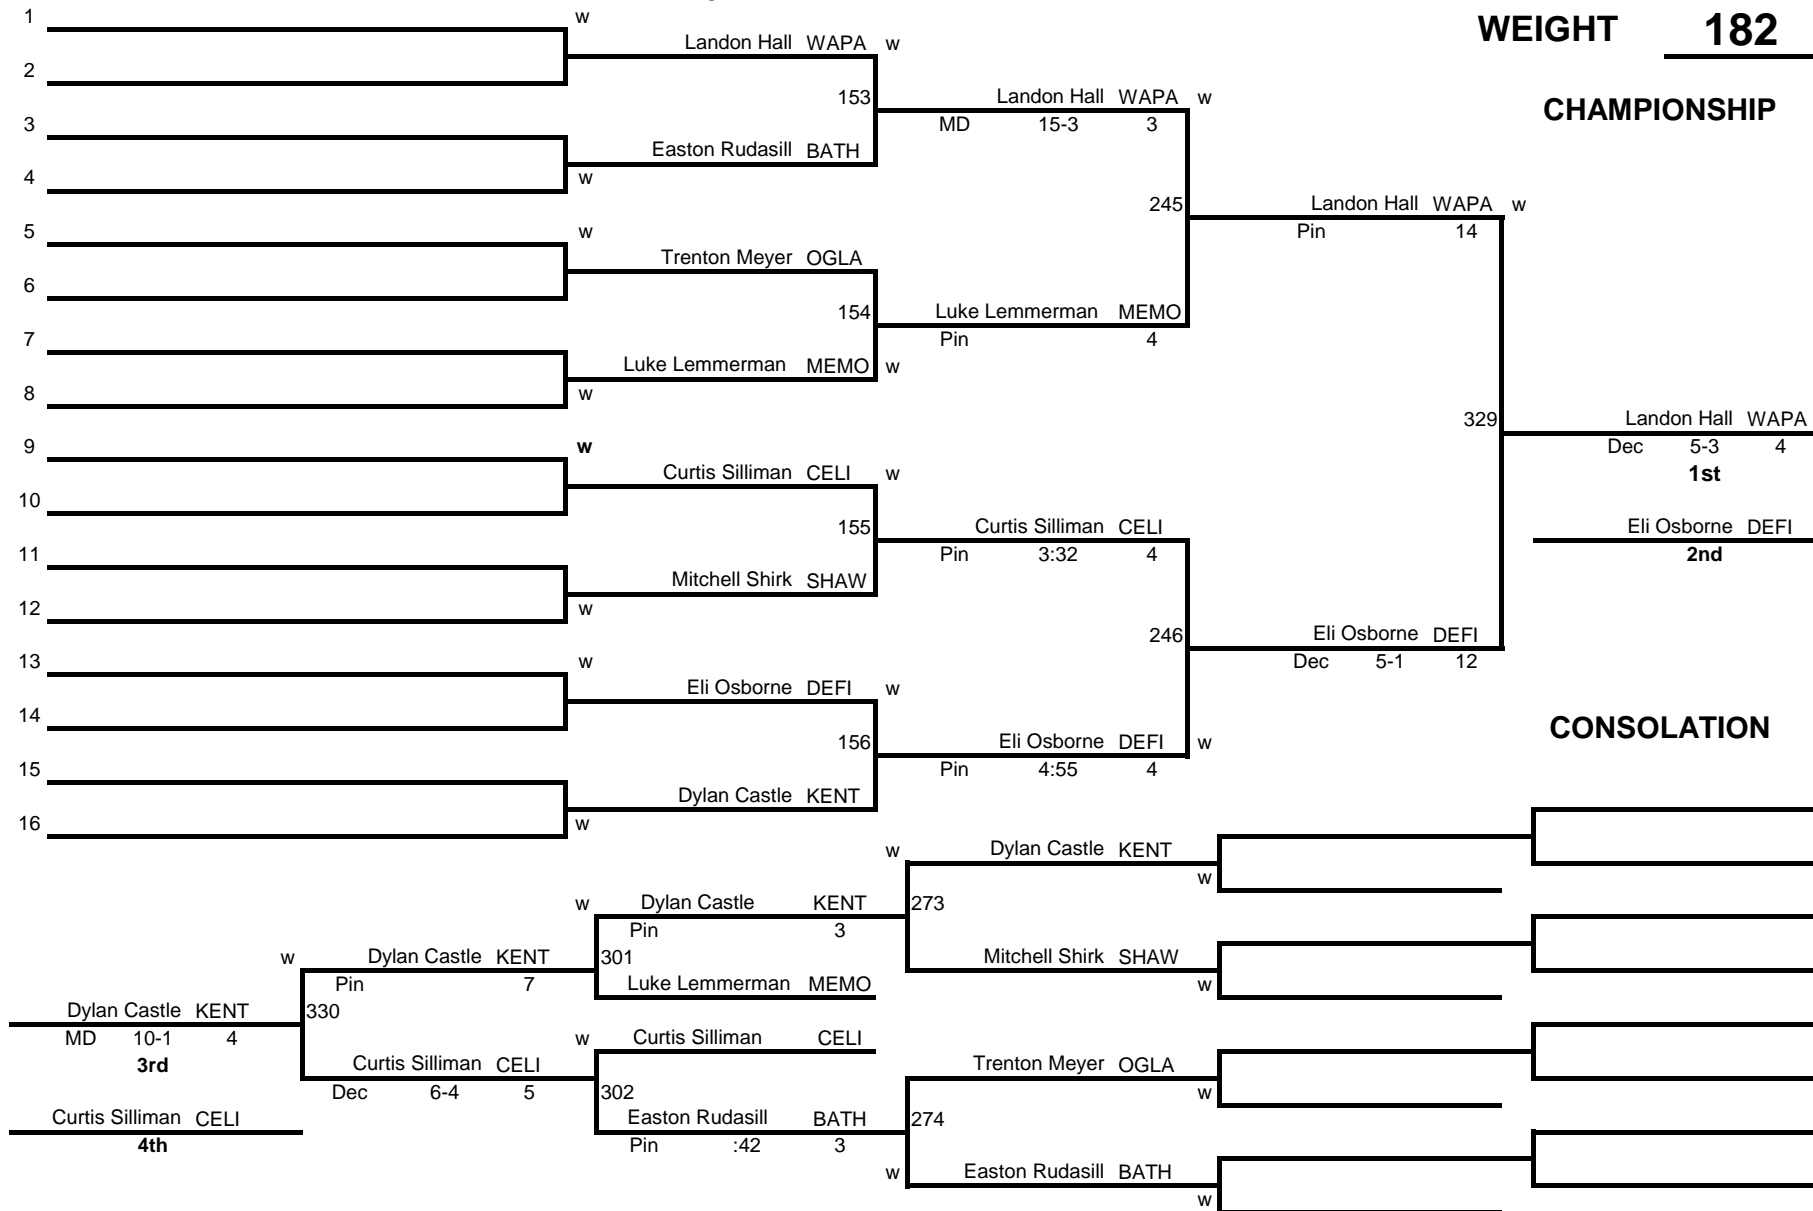 1 w
WEIGHT 182
Landon Hall WAPA w
2
153 Landon Hall WAPA w
CHAMPIONSHIP
3 MD 15-3 3
Easton Rudasill BATH
4 w
245 Landon Hall WAPA w
5 w Pin 14
Trenton Meyer OGLA
6
154 Luke Lemmerman MEMO
7 Pin 4
Luke Lemmerman MEMO w
8 w
329 Landon Hall WAPA
9 w Dec 5-3 4
Curtis Silliman CELI w 1st
10
155 Curtis Silliman CELI Eli Osborne DEFI
11 Pin 3:32 4 2nd
Mitchell Shirk SHAW
12 w
246 Eli Osborne DEFI
13 w Dec 5-1 12
Eli Osborne DEFI w
14
CONSOLATION
156 Eli Osborne DEFI w
15 Pin 4:55 4
Dylan Castle KENT
16 w
w Dylan Castle KENT
w
w Dylan Castle KENT 273
Pin 3
w Dylan Castle KENT 301 Mitchell Shirk SHAW
Pin 7 Luke Lemmerman MEMO w
Dylan Castle KENT 330
MD 10-1 4 w Curtis Silliman CELI
3rd Curtis Silliman CELI Trenton Meyer OGLA
Dec 6-4 5 302 w
Curtis Silliman CELI Easton Rudasill BATH 274
4th Pin :42 3
w Easton Rudasill BATH
w